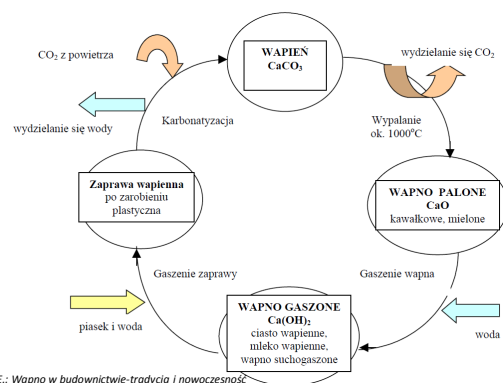 WAPIEŃ
CaCO₃
CO₂ z powietrza
wydzielanie się CO₂
wydzielanie się wody
Karbonatyzacja
Wypalanie
ok. 1000°C
Zaprawa wapienna
po zarobieniu
plastyczna
WAPNO PALONE
CaO
kawałkowe, mielone
Gaszenie zaprawy
Gaszenie wapna
piasek i woda
WAPNO GASZONE
Ca(OH)₂
ciasto wapienne,
mleko wapienne,
wapno suchogaszone
woda
E.: Wapno w budownictwie-tradycja i nowoczesność